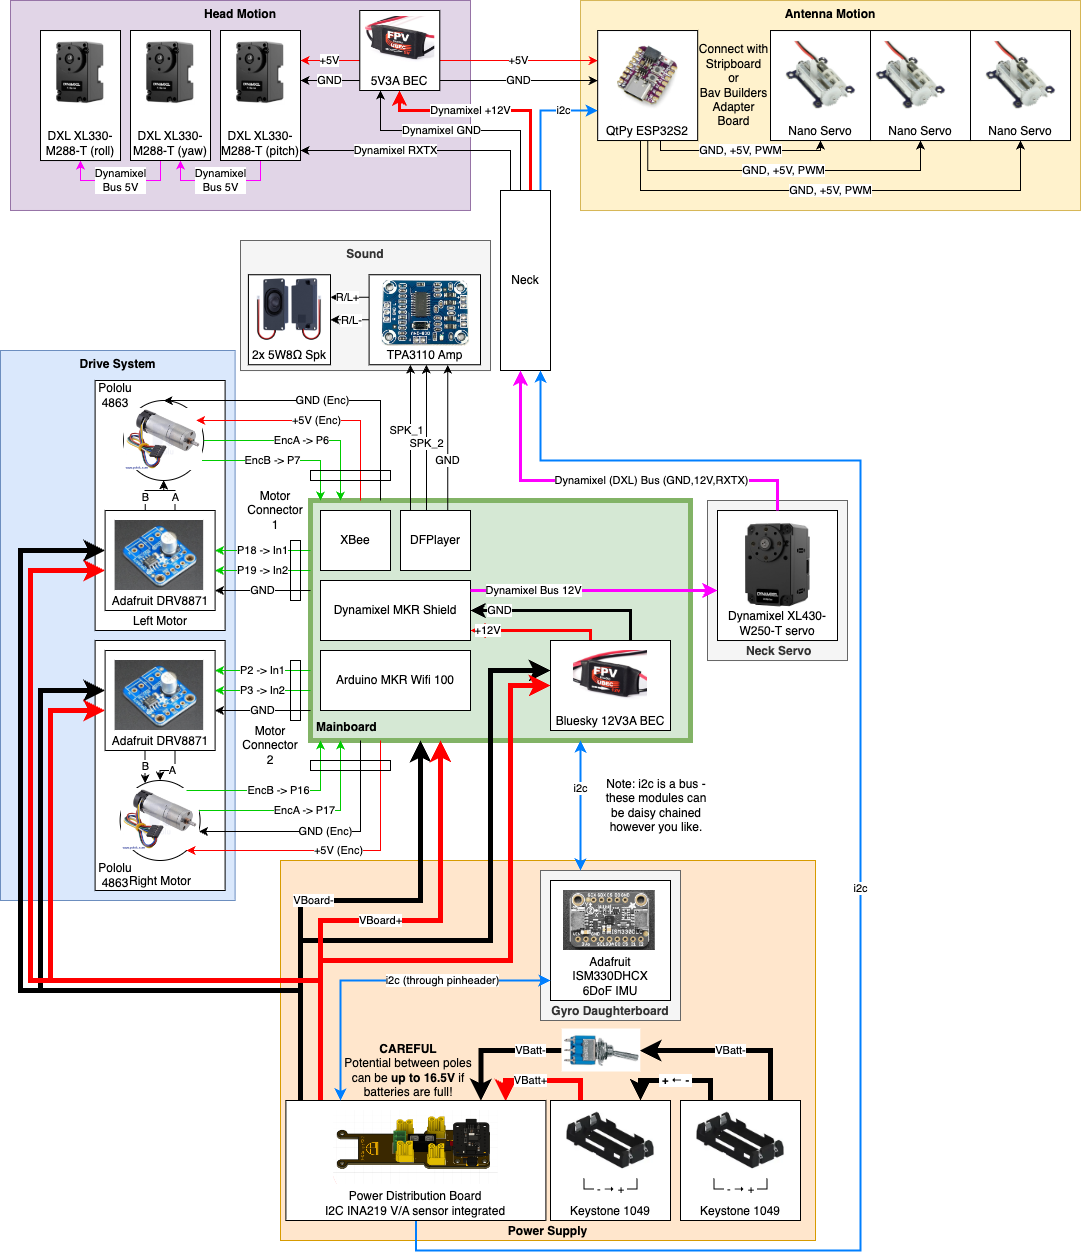 Head Motion
DXL XL330-
M288-T (roll)
DXL XL330-
M288-T (yaw)
DXL XL330-
M288-T (pitch)
DYNAMIXEL
DYNAMIXEL
DYNAMIXEL
Dynamixel
Bus 5V
Dynamixel
Bus 5V
FPV
UBEC
5V3A BEC
+5V
GND
+5V
GND
Dynamixel +12V
Dynamixel GND
Dynamixel RXTX
i2c
Antenna Motion
QtPy ESP32S2
Connect with
Stripboard
or
Bav Builders
Adapter
Board
Nano Servo
Nano Servo
Nano Servo
GND, +5V, PWM
GND, +5V, PWM
GND, +5V, PWM
Neck
Sound
2x 5W8Ω Spk
R/L+
R/L-
TPA3110 Amp
SPK_1
SPK_2
GND
Drive System
Pololu
4863
GND (Enc)
+5V (Enc)
EncA -> P6
EncB -> P7
B
A
Adafruit DRV8871
Left Motor
Motor
Connector
1
P18 -> In1
P19 -> In2
GND
Adafruit DRV8871
P2 -> In1
P3 -> In2
GND
Motor
Connector
2
B
A
EncB -> P16
EncA -> P17
GND (Enc)
+5V (Enc)
Pololu
4863
Right Motor
XBee
DFPlayer
Dynamixel MKR Shield
Arduino MKR Wifi 100
Mainboard
Dynamixel Bus 12V
GND
+12V
FPV
UBEC
Bluesky 12V3A BEC
Dynamixel (DXL) Bus (GND,12V,RXTX)
DYNAMIXEL
Dynamixel XL430-
W250-T servo
Neck Servo
i2c
Note: i2c is a bus -
these modules can
be daisy chained
however you like.
i2c
VBoard-
VBoard+
i2c (through pinheader)
Adafruit
ISM330DHCX
6DoF IMU
Gyro Daughterboard
CAREFUL
Potential between poles
can be up to 16.5V if
batteries are full!
VBatt-
VBatt-
VBatt+
+ ← -
Power Distribution Board
I2C INA219 V/A sensor integrated
- → +
Keystone 1049
- → +
Keystone 1049
Power Supply